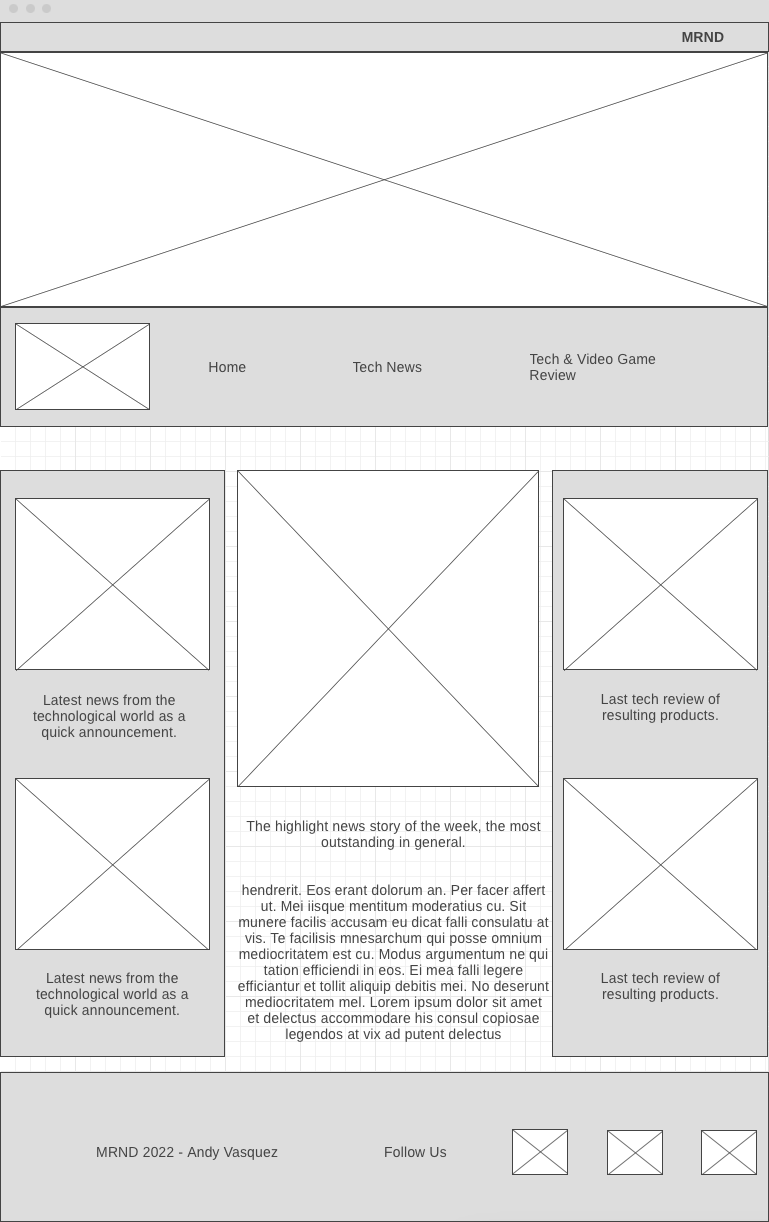 MRND
Home
Tech News
Tech & Video Game
Review
Latest news from the
technological world as a
quick announcement.
Latest news from the
technological world as a
quick announcement.
The highlight news story of the week, the most
outstanding in general.
hendrerit. Eos erant dolorum an. Per facer affert
ut. Mei iisque mentitum moderatius cu. Sit
munere facilis accusam eu dicat falli consulatu at
vis. Te facilisis mnesarchum qui posse omnium
mediocritatem est cu. Modus argumentum ne qui
tation efficiendi in eos. Ei mea falli legere
efficiantur et tollit aliquip debitis mei. No deserunt
mediocritatem mel. Lorem ipsum dolor sit amet
et delectus accommodare his consul copiosae
legendos at vix ad putent delectus
Last tech review of
resulting products.
Last tech review of
resulting products.
MRND 2022 - Andy Vasquez
Follow Us